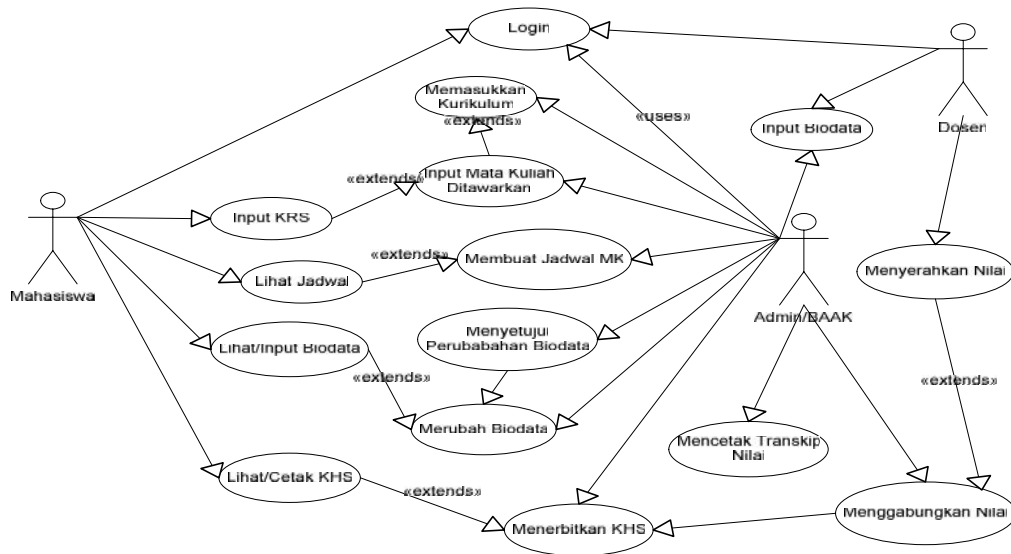 Login
Memasukkan
Kurikulum
«extends»
«uses»
Input Biodata
Dosen
«extends»
Input Mata Kuliah
Ditawarkan
Input KRS
«extends»
Membuat Jadwal MK
Lihat Jadwal
Menyerahkan Nilai
Mahasiswa
Admin/BAAK
Menyetujui
Perubabahan Biodata
Lihat/Input Biodata
«extends»
«extends»
Merubah Biodata
Mencetak Transkip
Nilai
Lihat/Cetak KHS
«extends»
Menerbitkan KHS
Menggabungkan Nilai